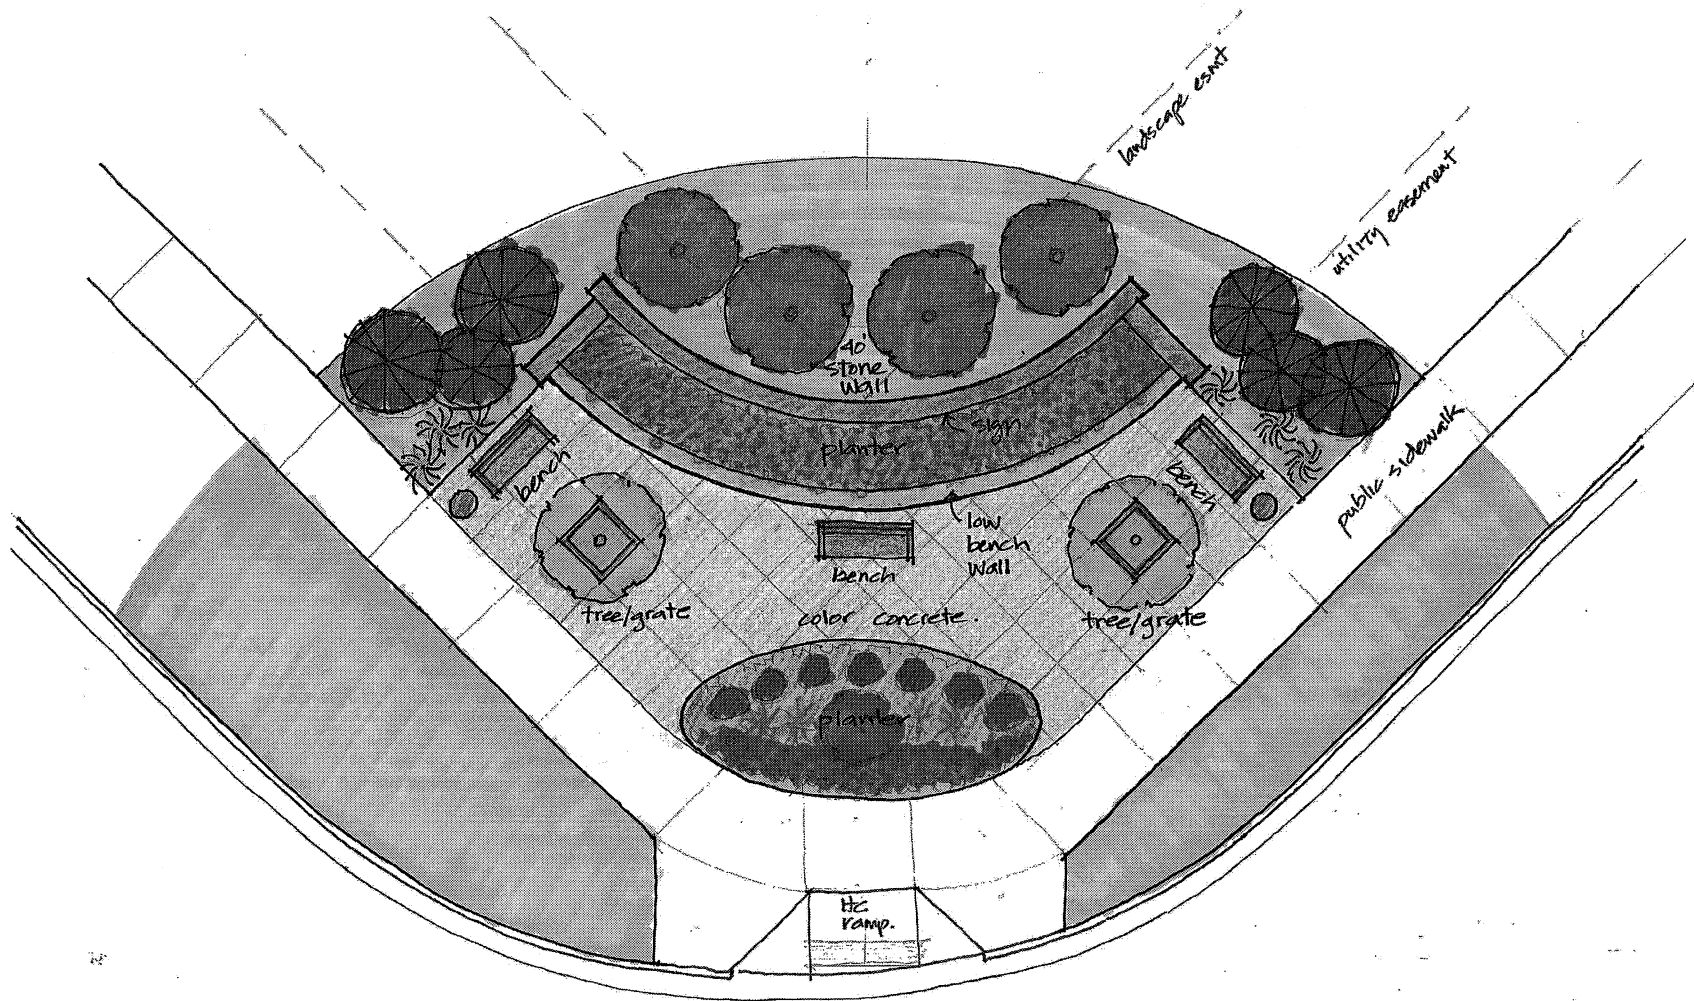 landscape esmt
utility easement
40'
stone
wall
sign
planter
public sidewalk
bench
bench
low
bench
wall
bench
tree/grate
color concrete.
tree/grate
planter
HC
ramp.